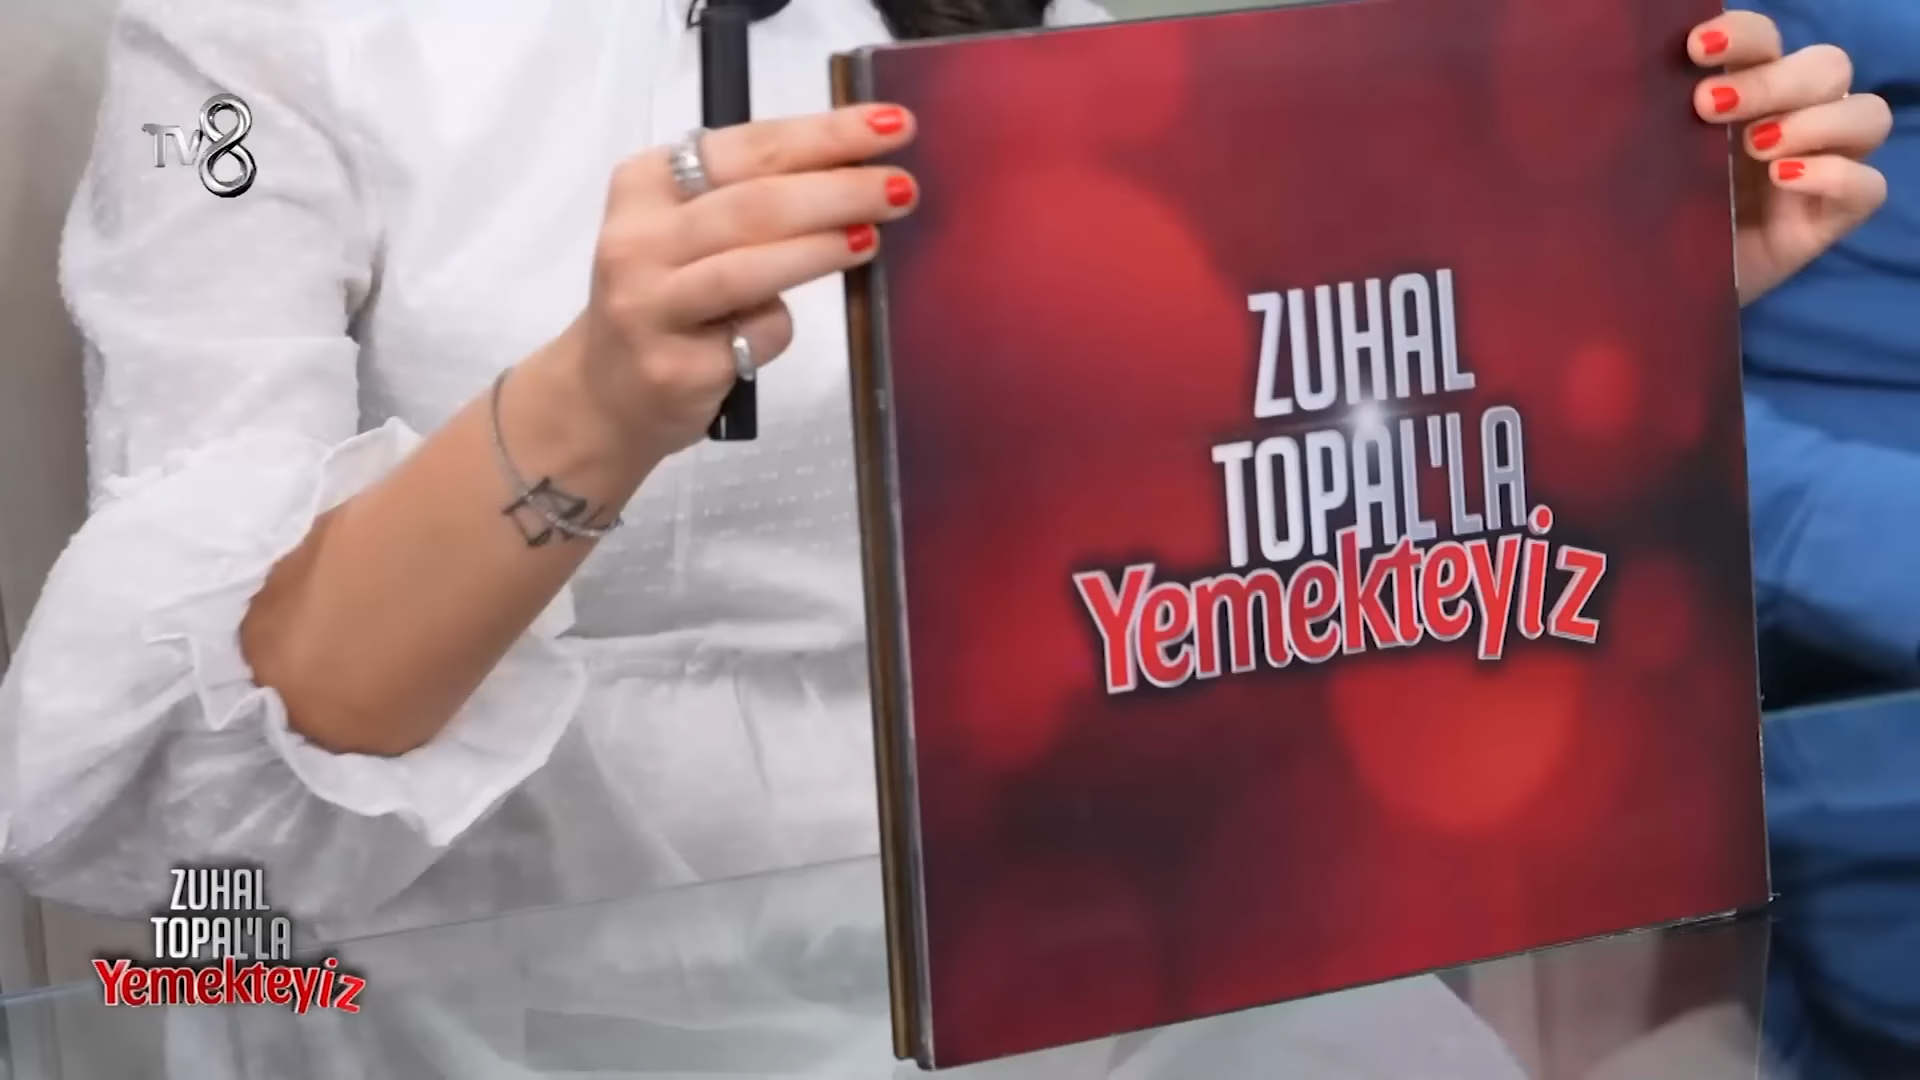 TV8
ZUHAL
TOPAL'LA
Yemekteyiz
ZUHAL
TOPAL'LA
Yemekteyiz